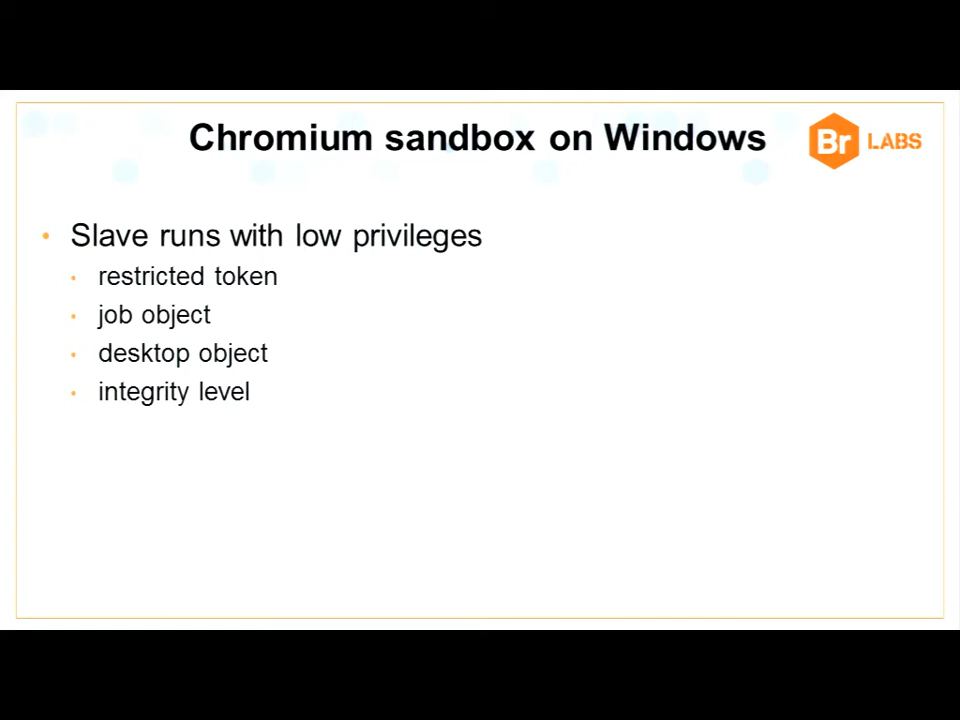 Chromium sandbox on Windows
Br LABS
• Slave runs with low privileges
• restricted token
• job object
• desktop object
• integrity level